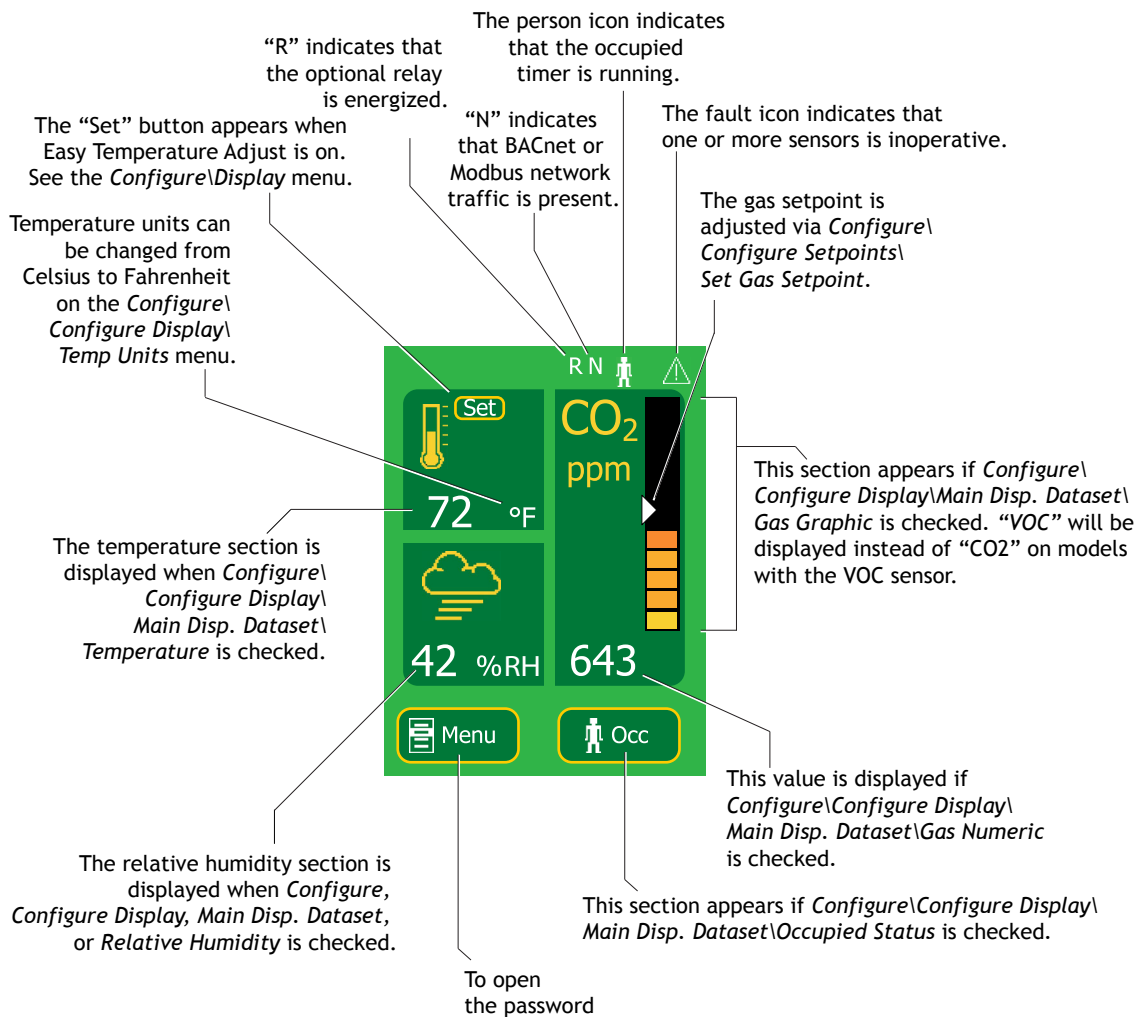 The person icon indicates
that the occupied
timer is running.
“R” indicates that
the optional relay
is energized.
“N” indicates
that BACnet or
Modbus network
traffic is present.
The fault icon indicates that
one or more sensors is inoperative.
The “Set” button appears when
Easy Temperature Adjust is on.
See the Configure\Display menu.
The gas setpoint is
adjusted via Configure\
Configure Setpoints\
Set Gas Setpoint.
Temperature units can
be changed from
Celsius to Fahrenheit
on the Configure\
Configure Display\
Temp Units menu.
R N
Set
CO2
ppm
72 °F
This section appears if Configure\
Configure Display\Main Disp. Dataset\
Gas Graphic is checked. “VOC” will be
displayed instead of “CO2” on models
with the VOC sensor.
The temperature section is
displayed when Configure\
Configure Display\
Main Disp. Dataset\
Temperature is checked.
42 %RH
643
Menu
Occ
This value is displayed if
Configure\Configure Display\
Main Disp. Dataset\Gas Numeric
is checked.
The relative humidity section is
displayed when Configure,
Configure Display, Main Disp. Dataset,
or Relative Humidity is checked.
This section appears if Configure\Configure Display\
Main Disp. Dataset\Occupied Status is checked.
To open
the password